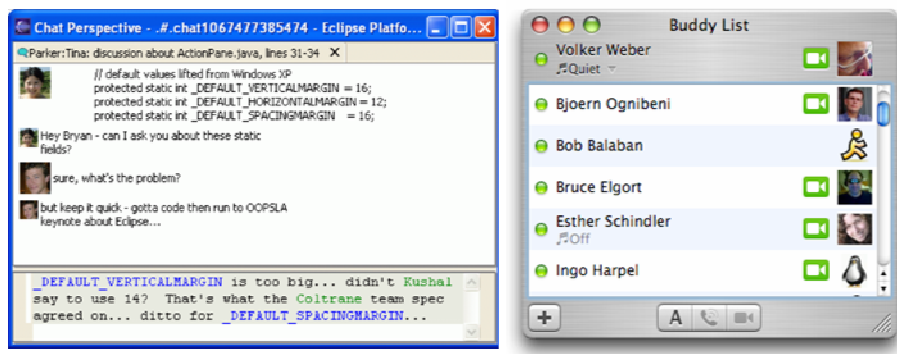 Chat Perspective - .#.chat1067477385474 - Eclipse Platfo...
Parker:Tina: discussion about ActionPane.java, lines 31-34 X
// default values lifted from Windows XP
protected static int _DEFAULT_VERTICALMARGIN = 16;
protected static int _DEFAULT_HORIZONTALMARGIN = 12;
protected static int _DEFAULT_SPACINGMARGIN = 16;
Hey Bryan - can I ask you about these static
fields?
sure, what's the problem?
but keep it quick - gotta code then run to OOPSLA
keynote about Eclipse...
_DEFAULT_VERTICALMARGIN is too big... didn't Kushal
say to use 14? That's what the Coltrane team spec
agreed on... ditto for _DEFAULT_SPACINGMARGIN...
Buddy List
Volker Weber
♫Quiet
Bjoern Ognibeni
Bob Balaban
Bruce Elgort
Esther Schindler
♫Off
Ingo Harpel
A